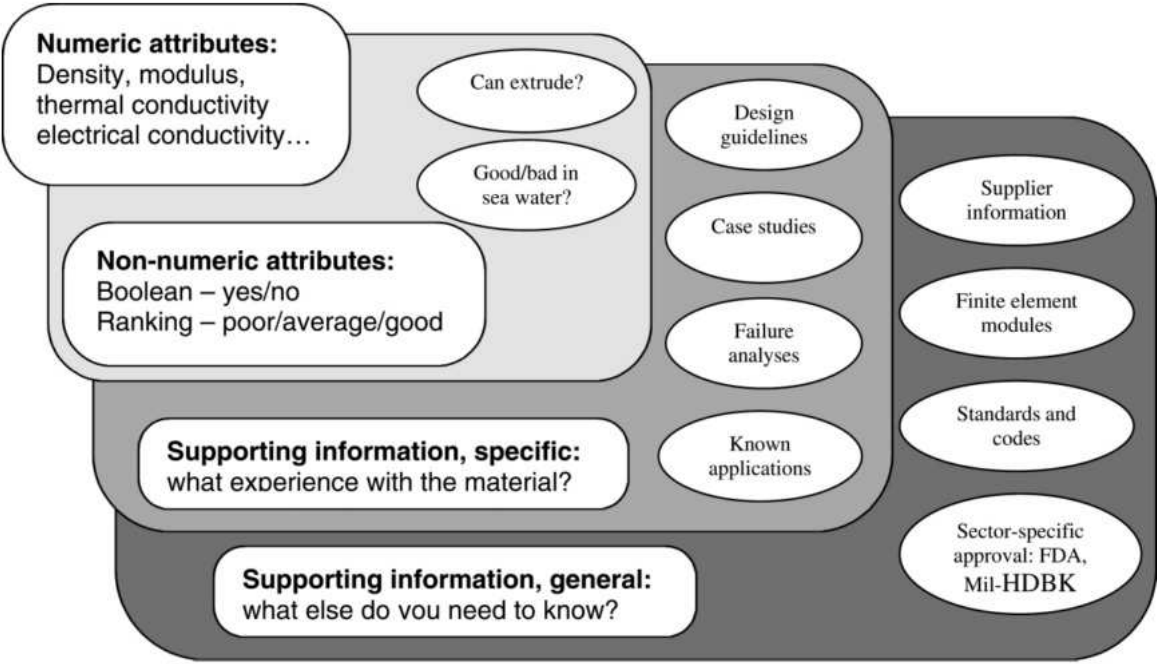 Numeric attributes:
Density, modulus,
thermal conductivity
electrical conductivity…
Can extrude?
Good/bad in
sea water?
Non-numeric attributes:
Boolean – yes/no
Ranking – poor/average/good
Design
guidelines
Case studies
Failure
analyses
Known
applications
Supporting information, specific:
what experience with the material?
Supplier
information
Finite element
modules
Standards and
codes
Sector-specific
approval: FDA,
Mil-HDBK
Supporting information, general:
what else do you need to know?